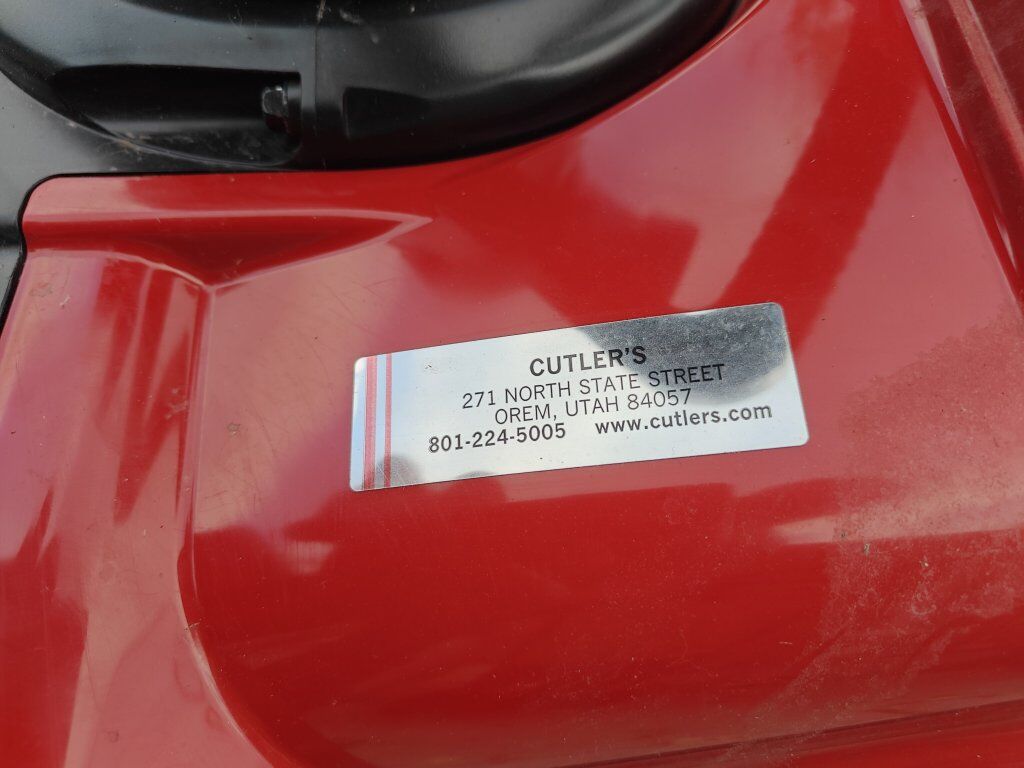 CUTLER'S
271 NORTH STATE STREET
OREM, UTAH 84057
801-224-5005 www.cutlers.com